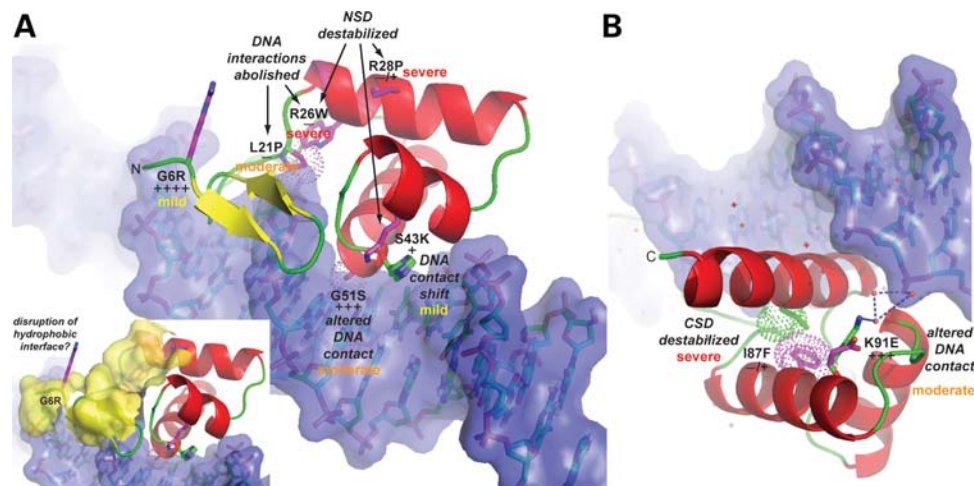 A
NSD
destabilized
DNA
interactions
abolished
R28P
–/+
severe
R26W
–
severe
L21P
–
moderate
N
G6R
++++
mild
S43K
+
DNA
contact
shift
mild
G51S
+++
altered
DNA
contact
moderate
disruption of
hydrophobic
interface?
G6R
B
C
CSD
destabilized
severe
I87F
–/+
K91E
+++
altered
DNA
contact
moderate